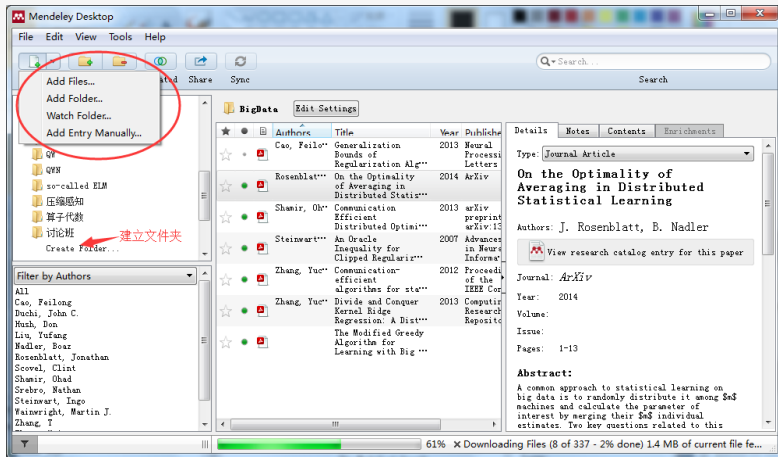 Mendeley Desktop
File Edit View Tools Help
Share Sync
Search...
Search
Add Files...
Add Folder...
Watch Folder...
Add Entry Manually...
QW
QWN
so-called ELM
压缩感知
算子代数
讨论班
Create Folder...
建立文件夹
Filter by Authors
All
Cao, Feilong
Duchi, John C.
Hush, Don
Liu, Yufang
Nadler, Boaz
Rosenblatt, Jonathan
Scovel, Clint
Shamir, Ohad
Srebro, Nathan
Steinwart, Ingo
Wainwright, Martin J.
Zhang, T
BigData Edit Settings
Authors Title Year Publishe
Cao, Feilo… Generalization 2013 Neural
Bounds of Processi
Regularization Alg… Letters
Rosenblat… On the Optimality 2014 ArXiv
of Averaging in
Distributed Statis…
Shamir, Oh… Communication 2013 arXiv
Efficient preprint
Distributed Optimi… arXiv:13
Steinwart… An Oracle 2007 Advances
Inequality for in Neura
Clipped Regulariz… Informa
Zhang, Yuc… Communication- 2012 Proceedi
efficient of the
algorithms for sta… IEEE Con
Zhang, Yuc… Divide and Conquer 2013 Computin
Kernel Ridge Research
Regression: A Dist… Reposito
The Modified Greedy
Algorithm for
Learning with Big …
Details Notes Contents Enrichments
Type: Journal Article
On the Optimality of
Averaging in Distributed
Statistical Learning
Authors: J. Rosenblatt, B. Nadler
View research catalog entry for this paper
Journal: ArXiv
Year: 2014
Volume:
Issue:
Pages: 1-13
Abstract:
A common approach to statistical learning on
big data is to randomly distribute it among $m$
machines and calculate the parameter of
interest by merging their $m$ individual
estimates. Two key questions related to this
61% Downloading Files (8 of 337 - 2% done) 1.4 MB of current file fe...